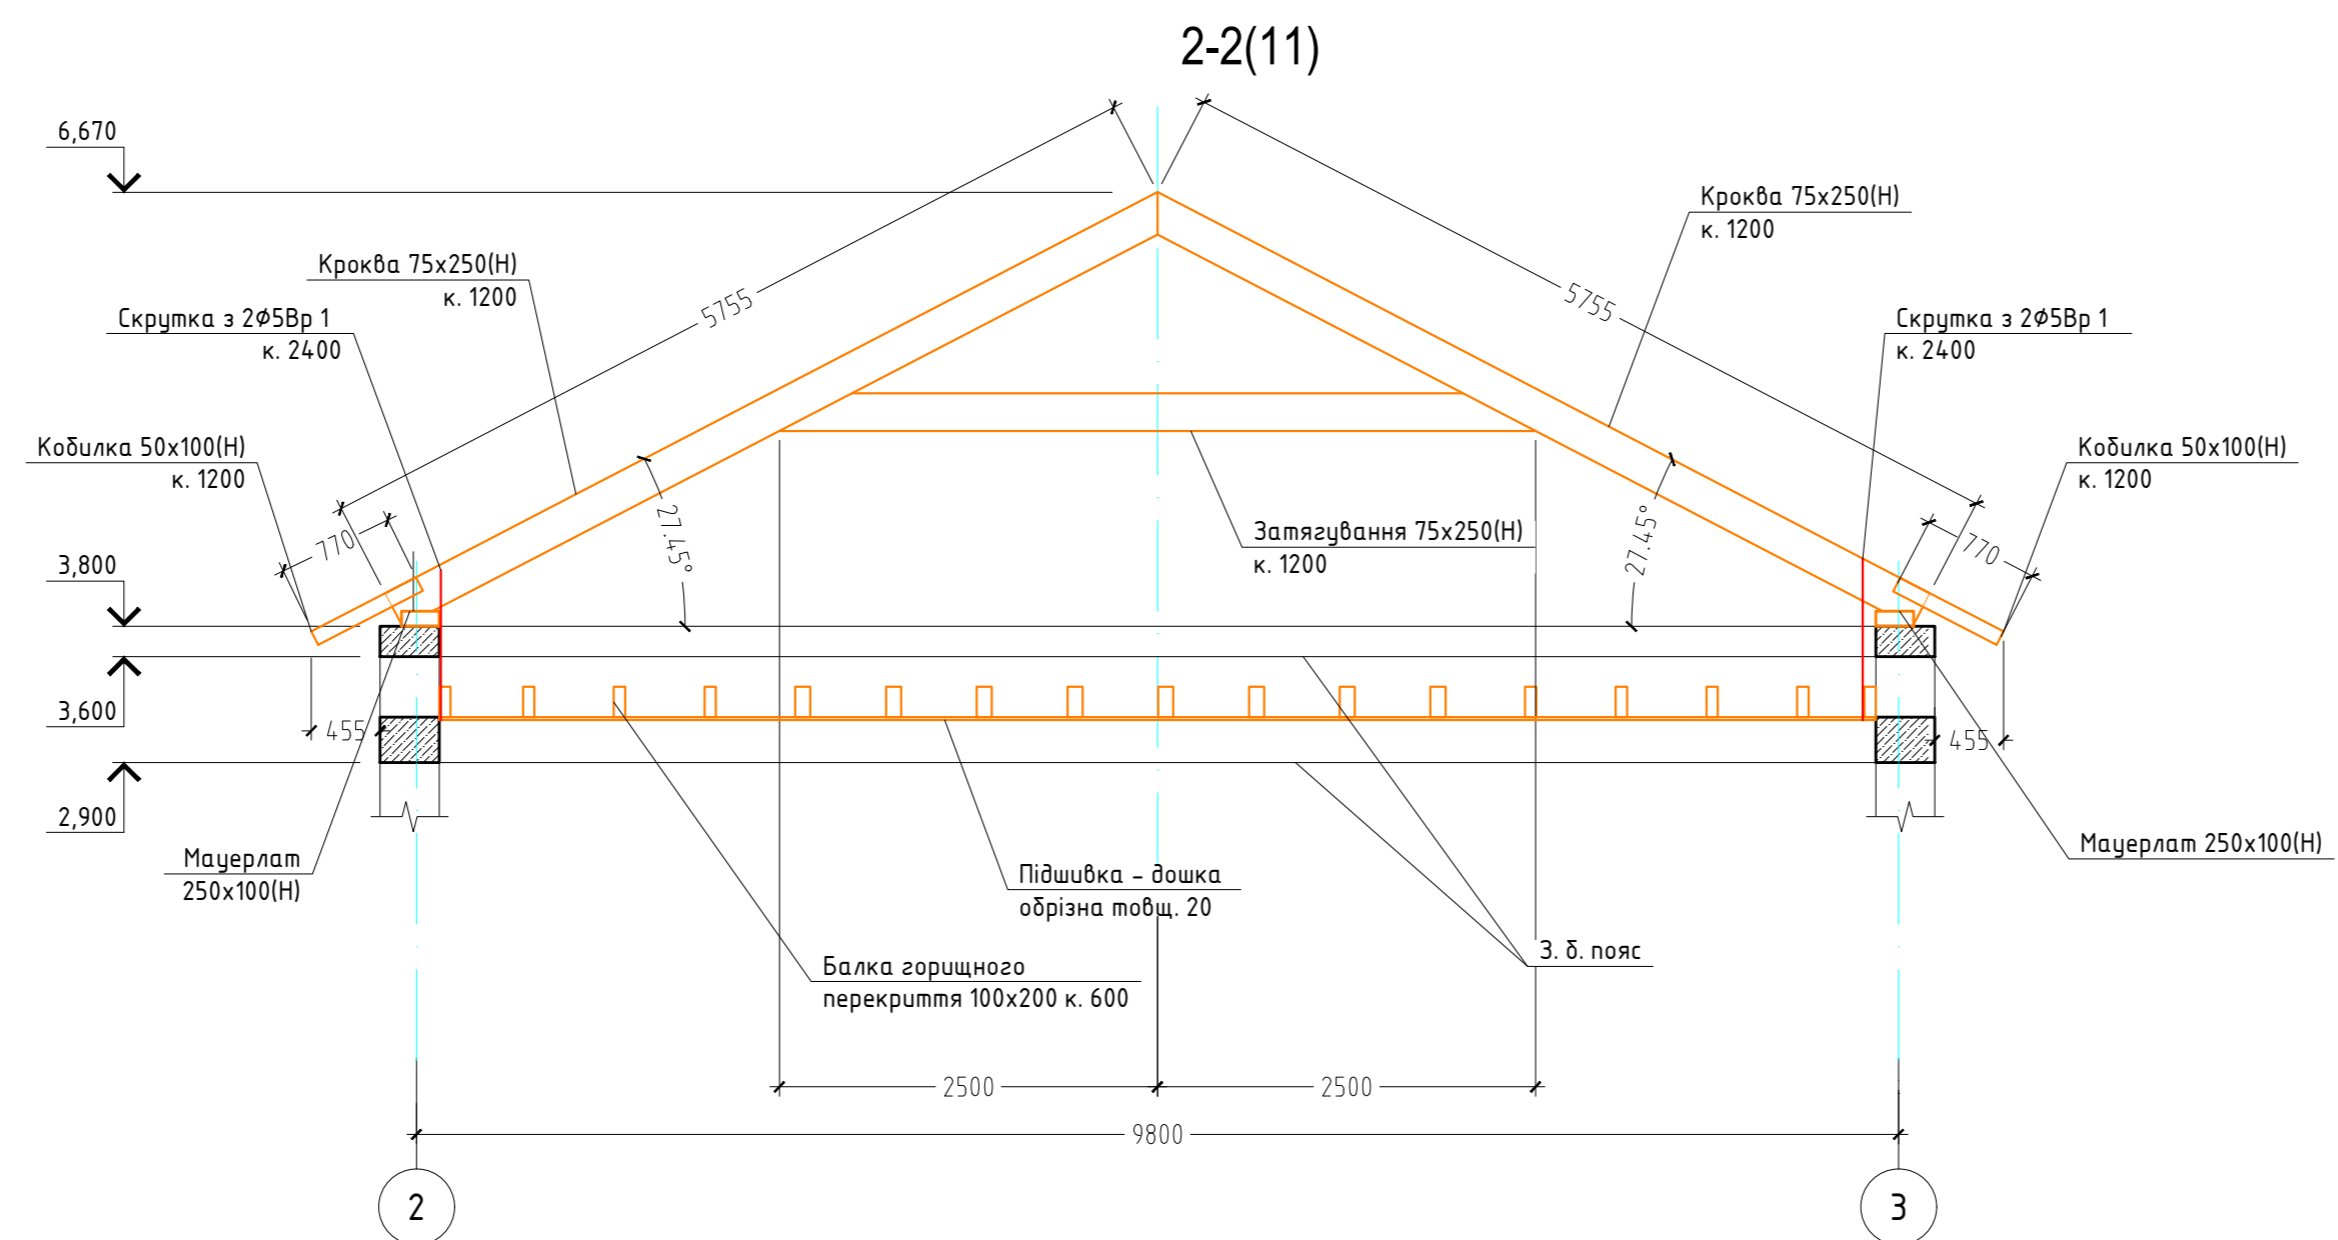 2-2(11)
6,670
Кроква 75х250(Н)
к. 1200
Кроква 75х250(Н)
к. 1200
5755
5755
Скрутка з 2Ф5Вр 1
к. 2400
Скрутка з 2Ф5Вр 1
к. 2400
Кобилка 50х100(Н)
к. 1200
Кобилка 50х100(Н)
к. 1200
770
27.45°
Затягування 75х250(Н)
к. 1200
27.45°
770
3,800
3,600
455
455
2,900
Мауерлат
250х100(Н)
Мауерлат 250х100(Н)
Підшивка - дошка
обрізна товщ. 20
З. б. пояс
Балка горищного
перекриття 100х200 к. 600
2500
2500
9800
2
3